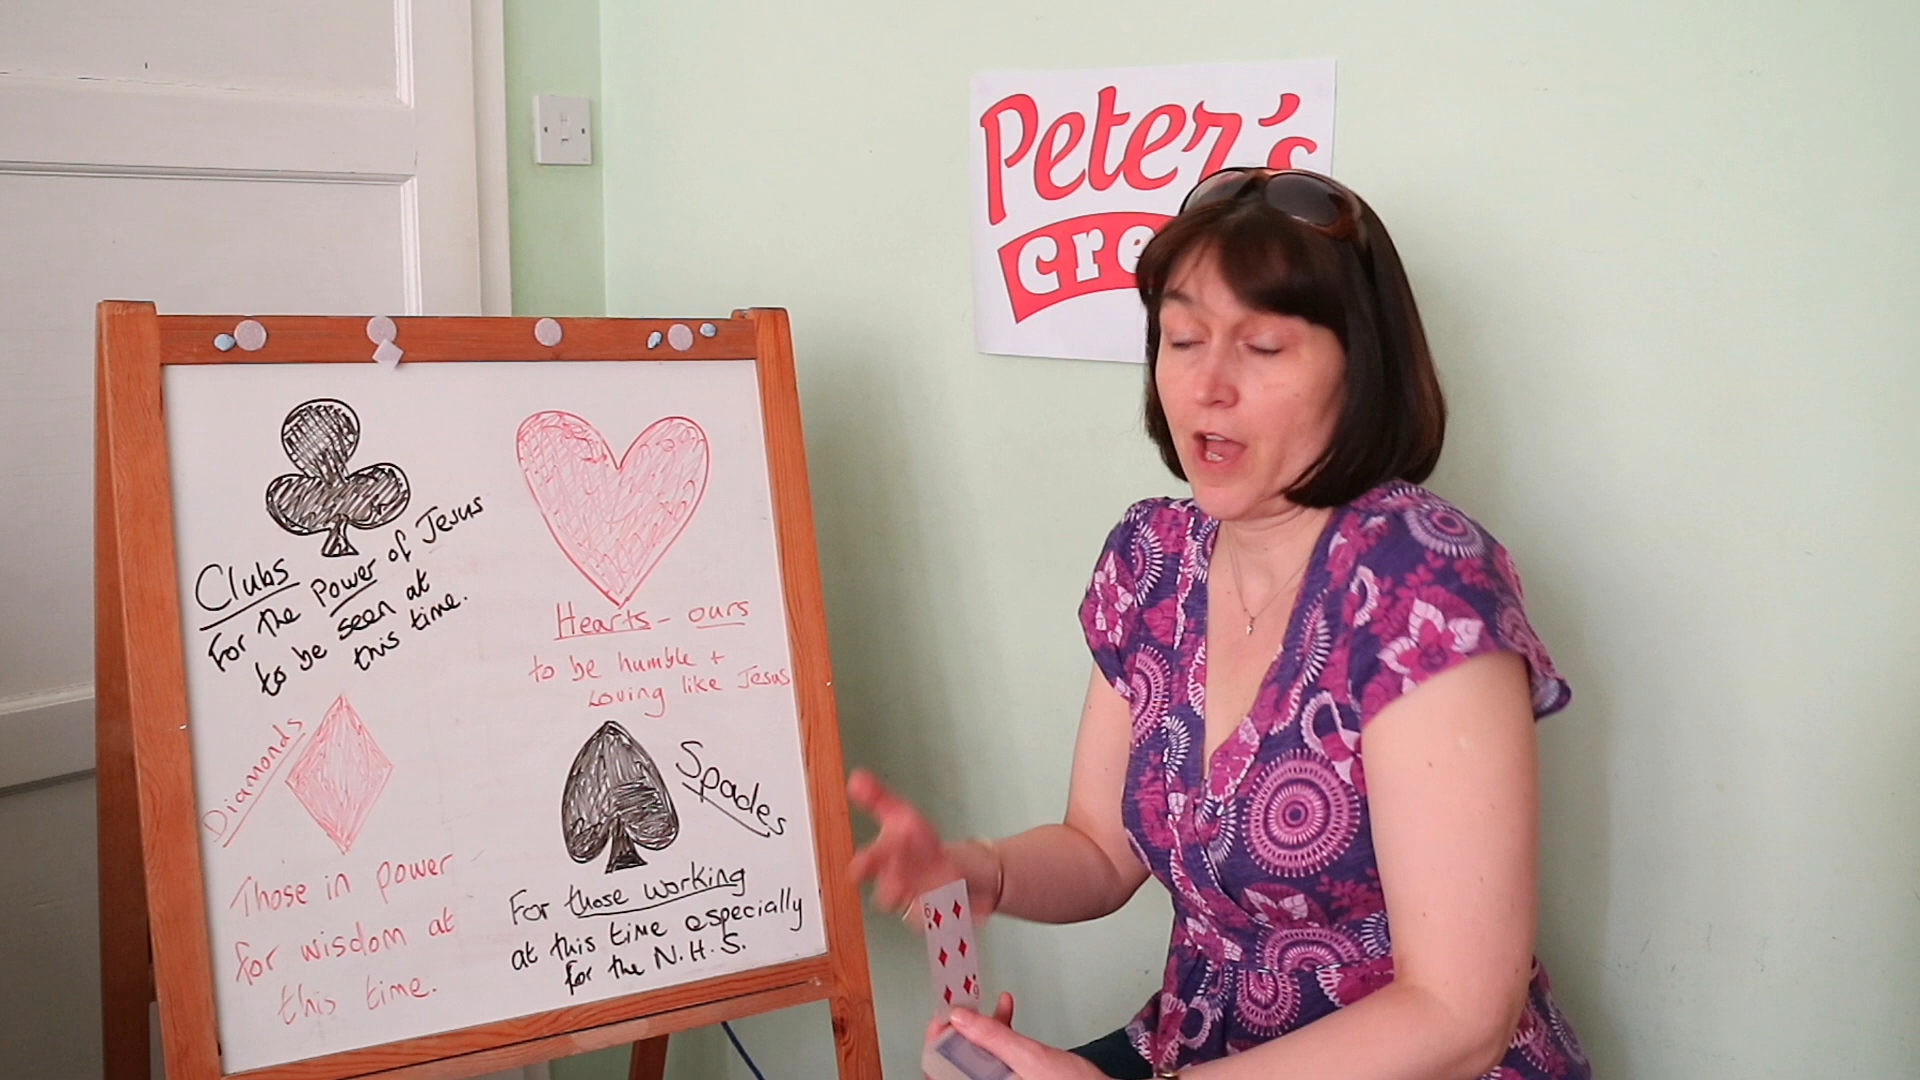 Peter's
cre
Clubs
For the Power of Jesus
to be seen at
this time.
Hearts - ours
to be humble +
Loving like Jesus
Diamonds
Those in power
for wisdom at
this time.
Spades
For those working
at this time especially
for the N.H.S.
6
6